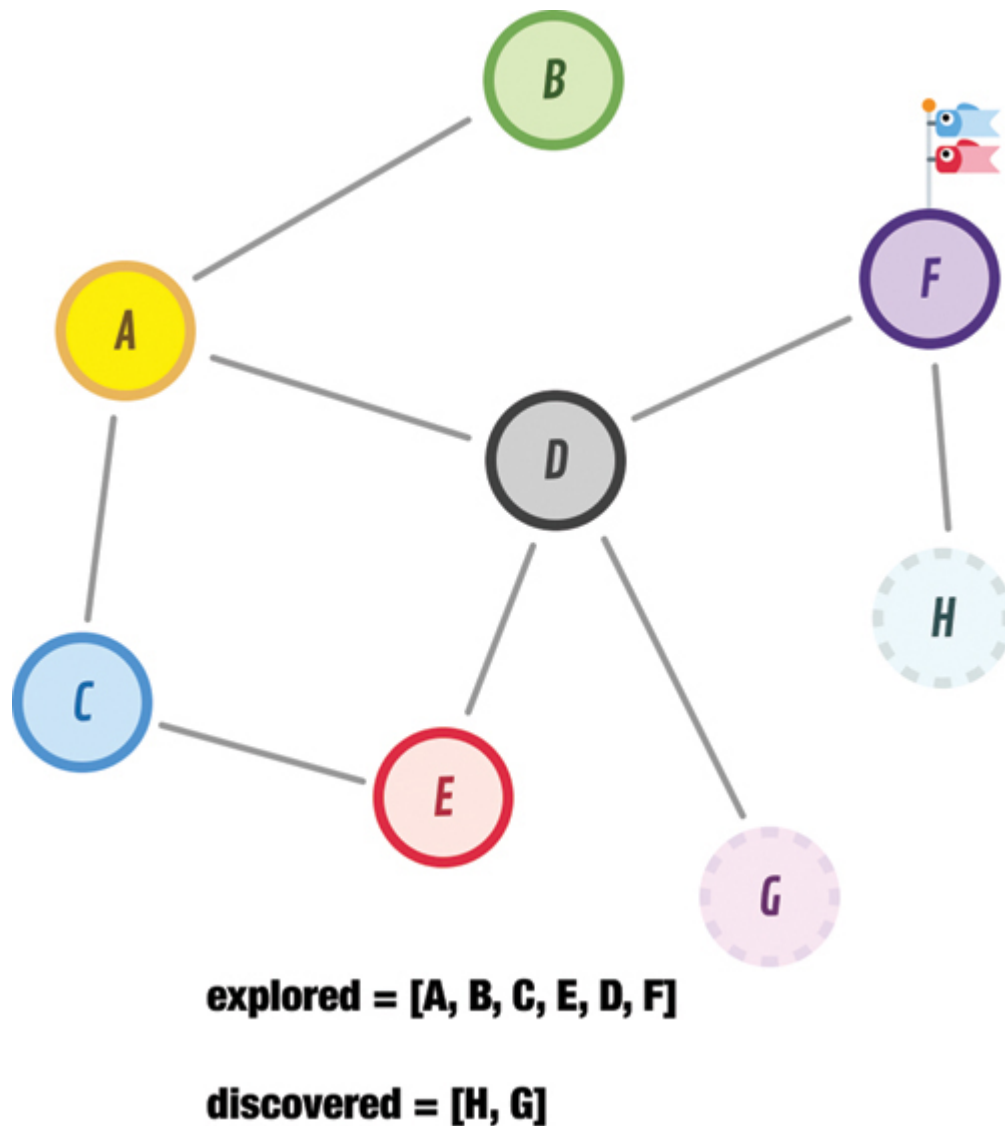 B
F
A
D
H
C
E
G
explored = [A, B, C, E, D, F]
discovered = [H, G]